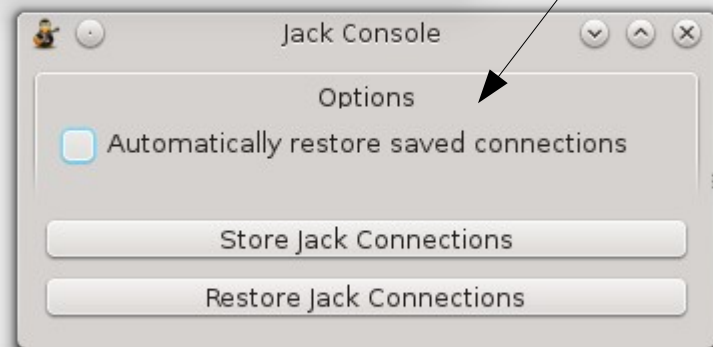 Jack Console
Options
Automatically restore saved connections
Store Jack Connections
Restore Jack Connections